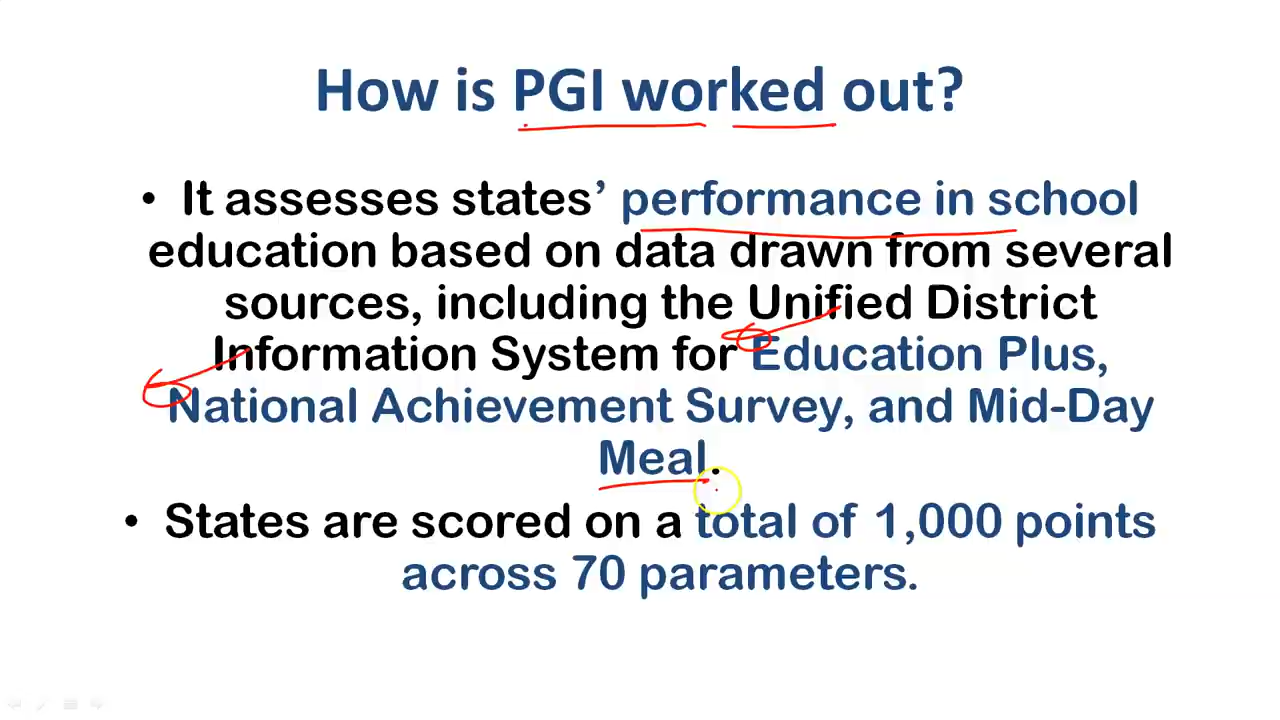 How is PGI worked out?
• It assesses states’ performance in school
education based on data drawn from several
sources, including the Unified District
Information System for Education Plus,
National Achievement Survey, and Mid-Day
Meal.
• States are scored on a total of 1,000 points
across 70 parameters.